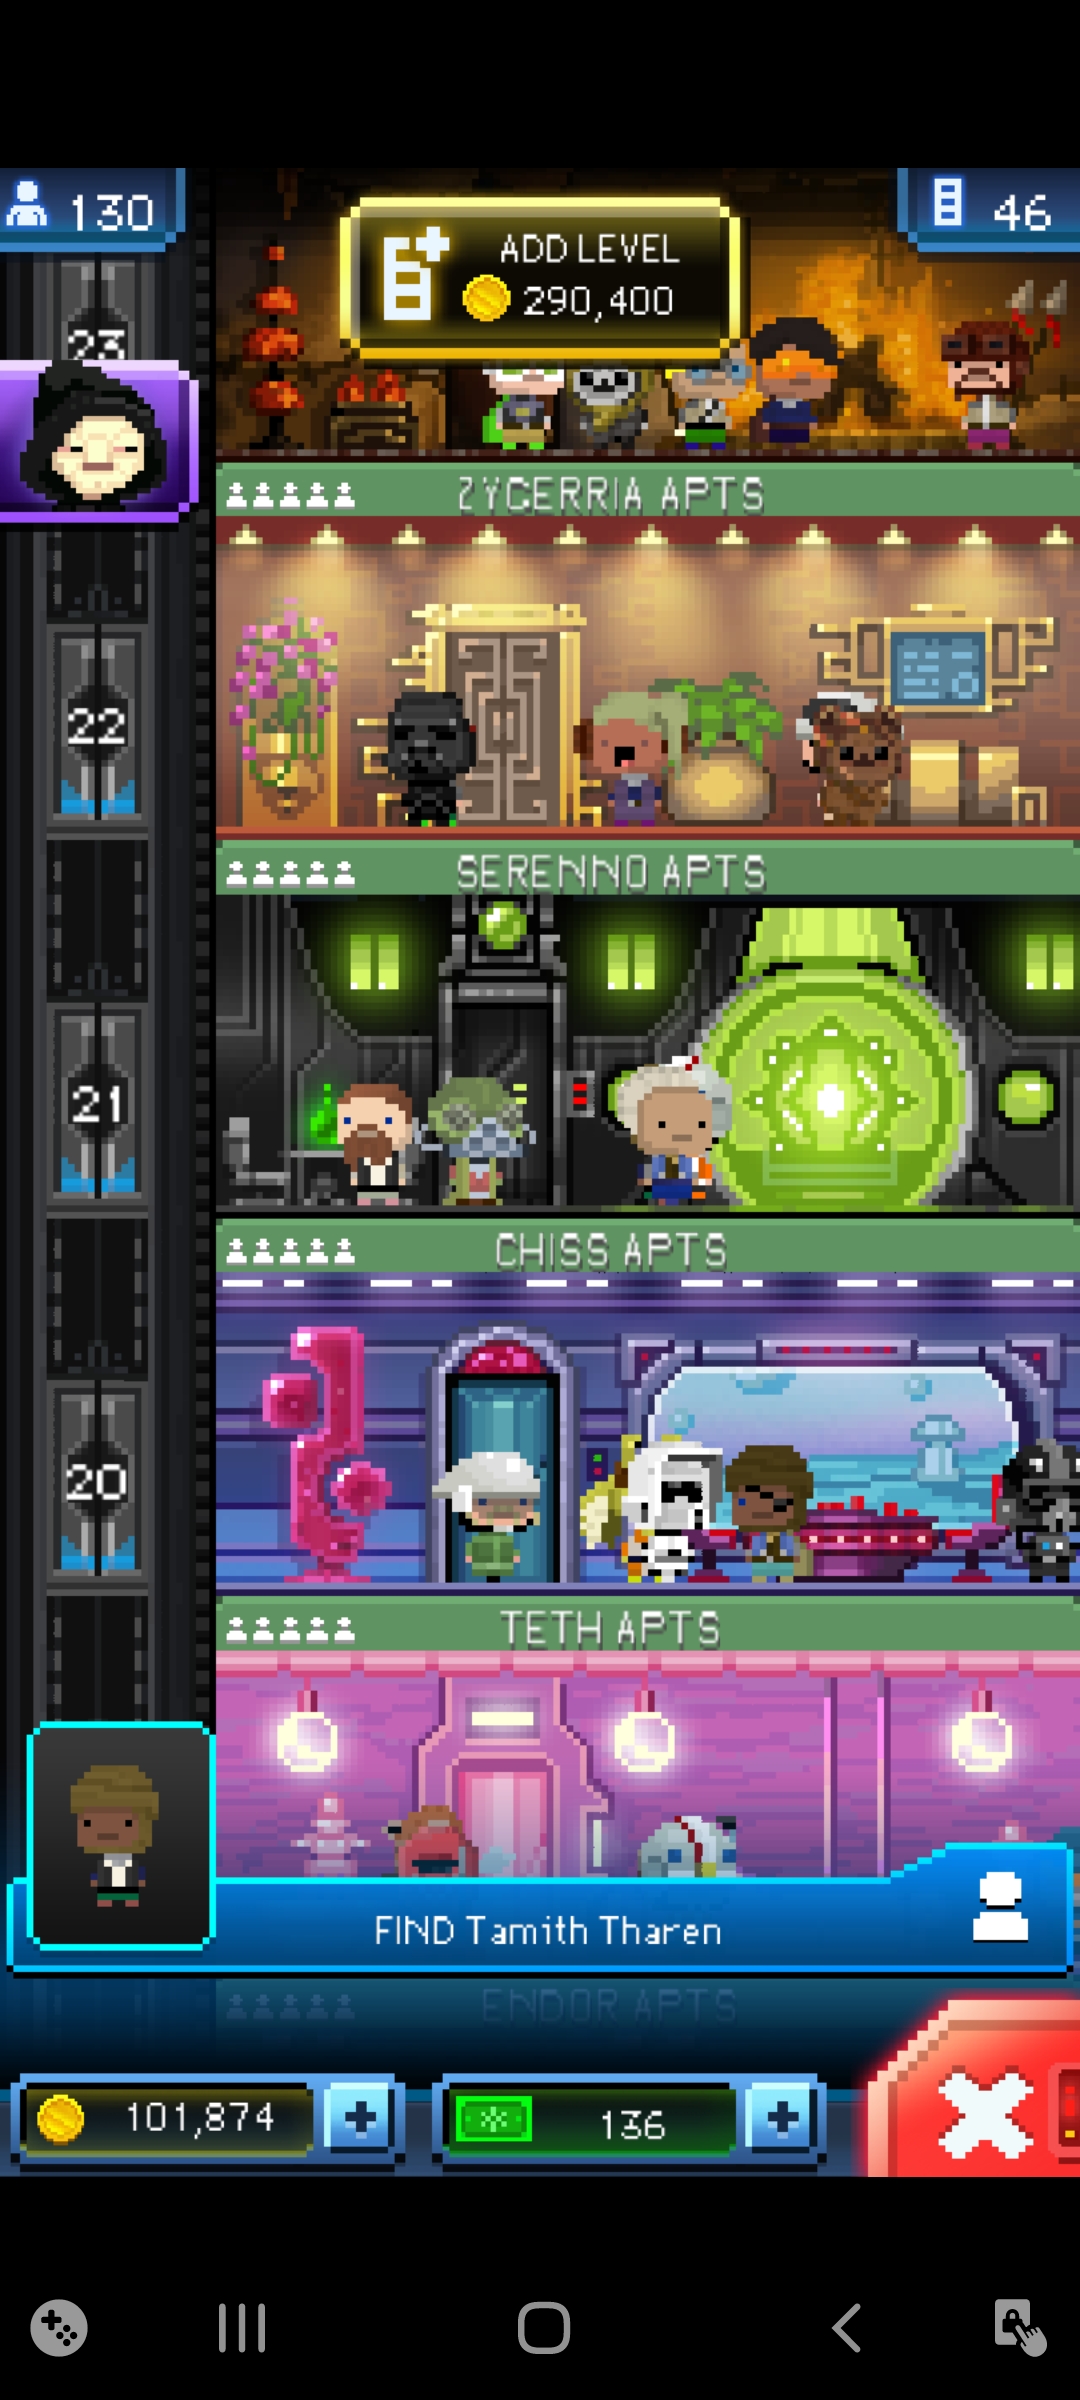 130
ADD LEVEL
290,400
46
23
ZYGERRIA APTS
22
SERENNO APTS
21
CHISS APTS
20
TETH APTS
FIND Tamith Tharen
ENDOR APTS
101,874
136